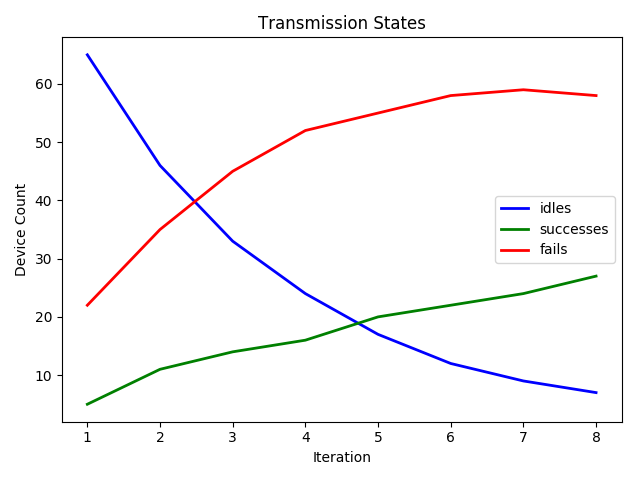 Transmission States
Device Count
60
50
40
30
20
10
idles
successes
fails
1 2 3 4 5 6 7 8
Iteration